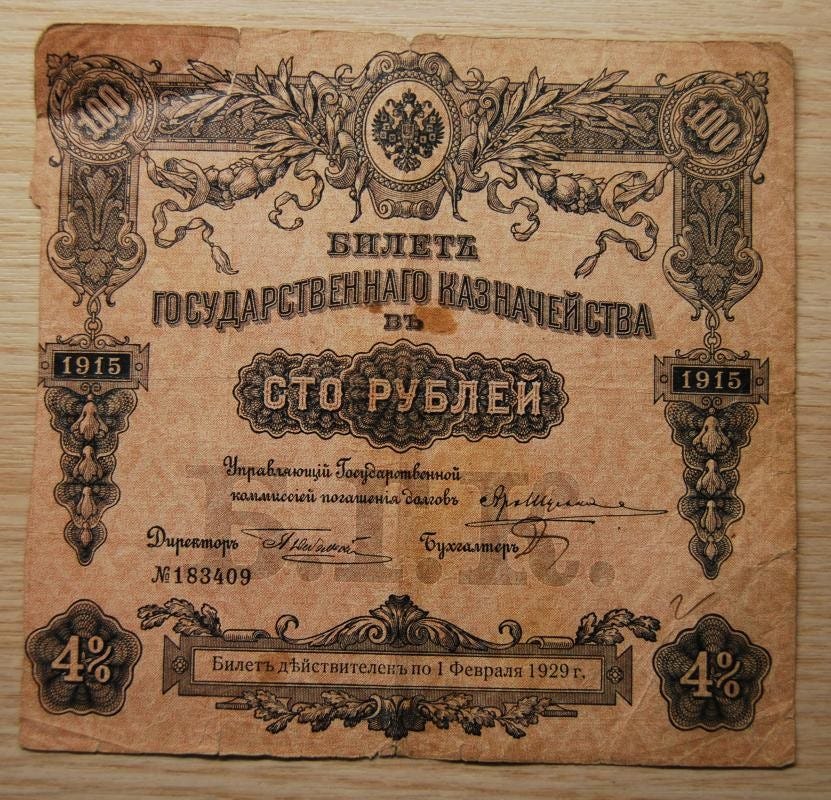 100 100
БИЛЕТЪ
ГОСУДАРСТВЕННАГО КАЗНАЧЕЙСТВА
ВЪ
1915 1915
СТО РУБЛЕЙ
Управляющій Государственной
коммиссіей погашенія долговъ
Директоръ Бухгалтеръ
№183409
4% 4%
Билетъ дѣйствителенъ по 1 Февраля 1929 г.